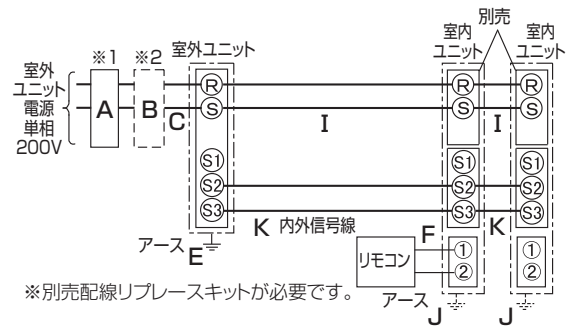 別売
※1 ※2 室外ユニット 室内ユニット 室内ユニット
室外
ユニット
電源
単相
200V
A B C
R R R
S I S I S
S1 S1 S1
S2 S2 S2
S3 K 内外信号線 S3 K S3
アース E
リモコン F ① ①
② ②
アース J J
※別売配線リプレースキットが必要です。